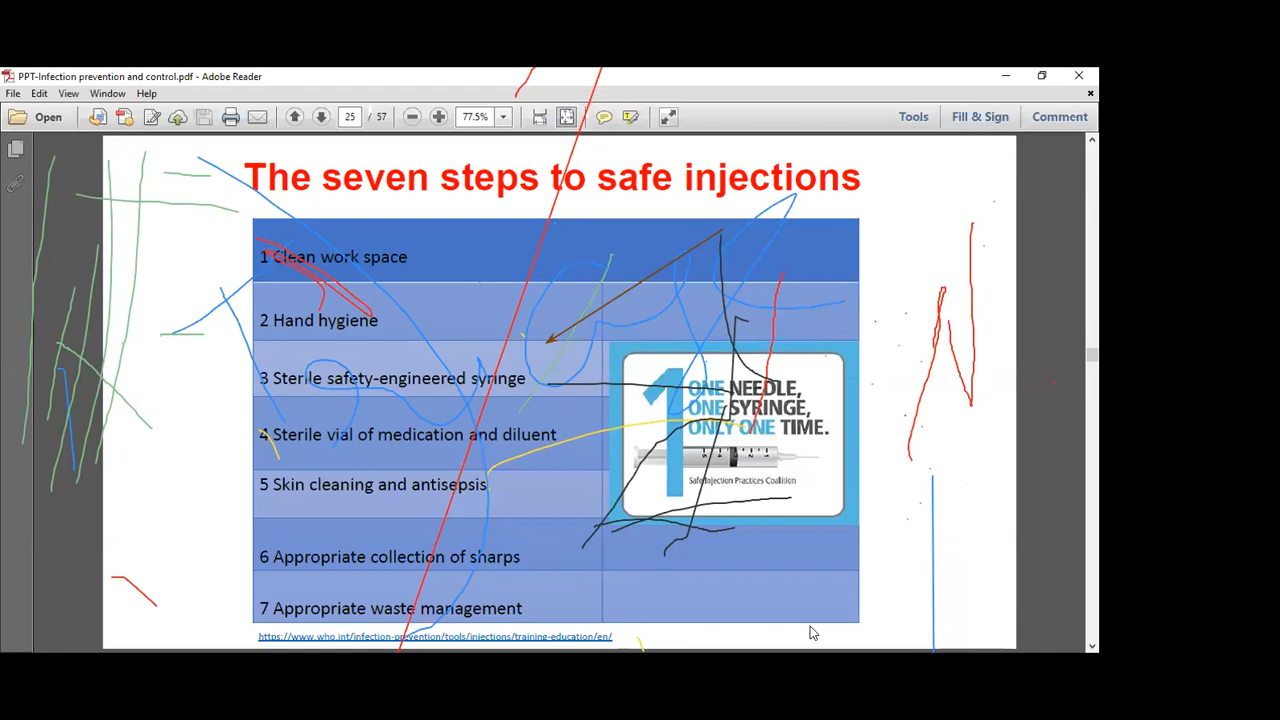 PPT-Infection prevention and control.pdf - Adobe Reader
File Edit View Window Help
Open 25 / 57 77.5% Tools Fill & Sign Comment
The seven steps to safe injections
1 Clean work space
2 Hand hygiene
3 Sterile safety-engineered syringe
4 Sterile vial of medication and diluent
5 Skin cleaning and antisepsis
6 Appropriate collection of sharps
7 Appropriate waste management
1 ONE NEEDLE,
ONE SYRINGE,
ONLY ONE TIME.
Safe Injection Practices Coalition
https://www.who.int/infection-prevention/tools/injections/training-education/en/